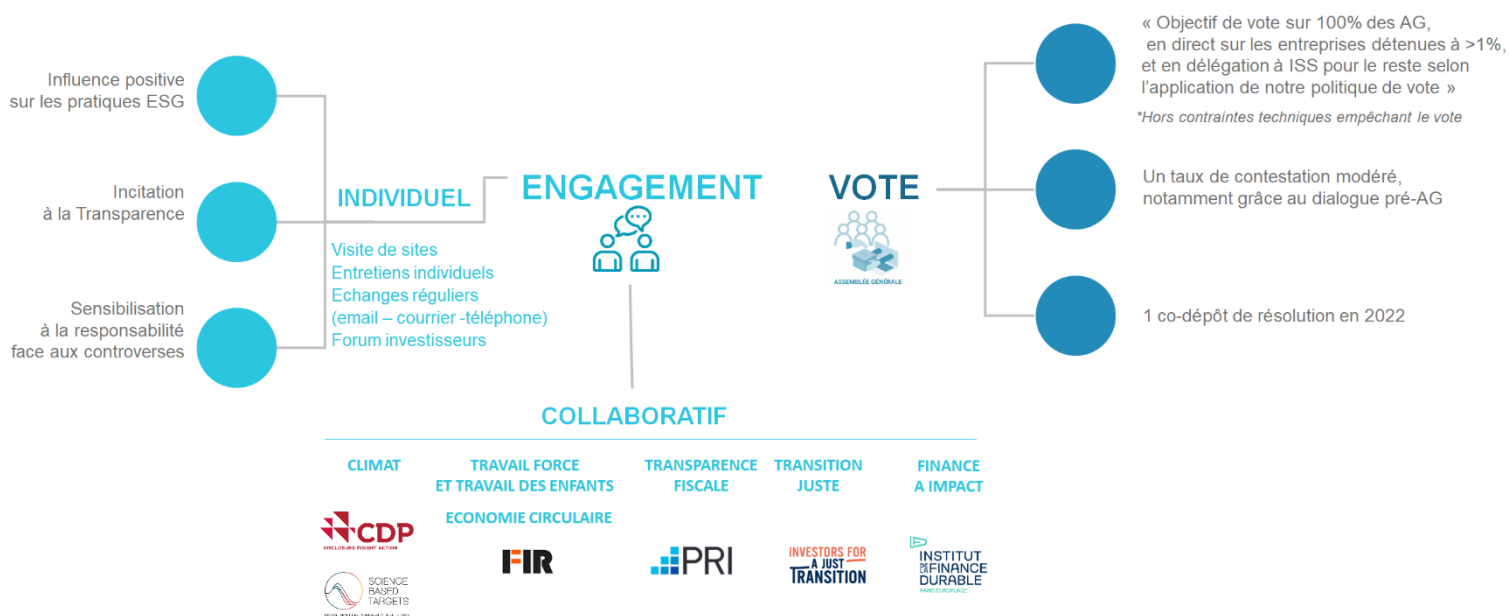 Influence positive
sur les pratiques ESG
Incitation
à la Transparence
Sensibilisation
à la responsabilité
face aux controverses
INDIVIDUEL
Visite de sites
Entretiens individuels
Echanges réguliers
(email – courrier -téléphone)
Forum investisseurs
ENGAGEMENT
VOTE
ASSEMBLÉE GÉNÉRALE
« Objectif de vote sur 100% des AG,
en direct sur les entreprises détenues à >1%,
et en délégation à ISS pour le reste selon
l'application de notre politique de vote »
*Hors contraintes techniques empêchant le vote
Un taux de contestation modéré,
notamment grâce au dialogue pré-AG
1 co-dépôt de résolution en 2022
COLLABORATIF
CLIMAT
CDP
DISCLOSURE INSIGHT ACTION
SCIENCE
BASED
TARGETS
TRAVAIL FORCE
ET TRAVAIL DES ENFANTS
ECONOMIE CIRCULAIRE
FIR
TRANSPARENCE
FISCALE
PRI
TRANSITION
JUSTE
INVESTORS FOR
A JUST
TRANSITION
FINANCE
A IMPACT
INSTITUT
DE LA FINANCE
DURABLE
PARIS EUROPLACE